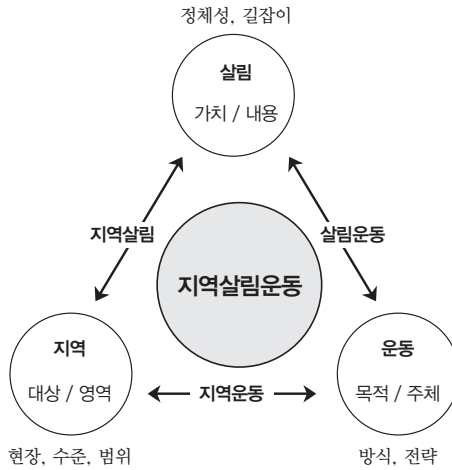 정체성, 길잡이
살림
가치 / 내용
지역살림
살림운동
지역살림운동
지역
대상 / 영역
지역운동
운동
목적 / 주체
현장, 수준, 범위
방식, 전략